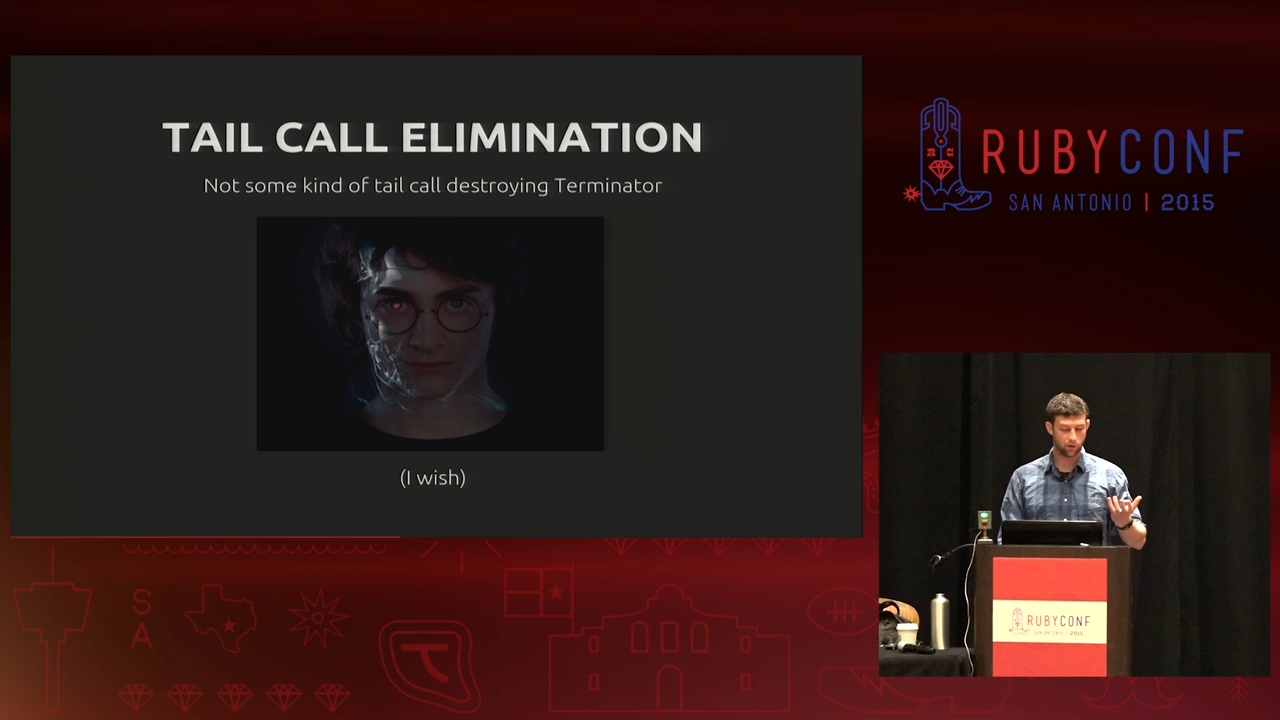 TAIL CALL ELIMINATION
Not some kind of tail call destroying Terminator
(I wish)
RUBYCONF
SAN ANTONIO | 2015
RUBYCONF
SAN ANTONIO | 2015
S
A